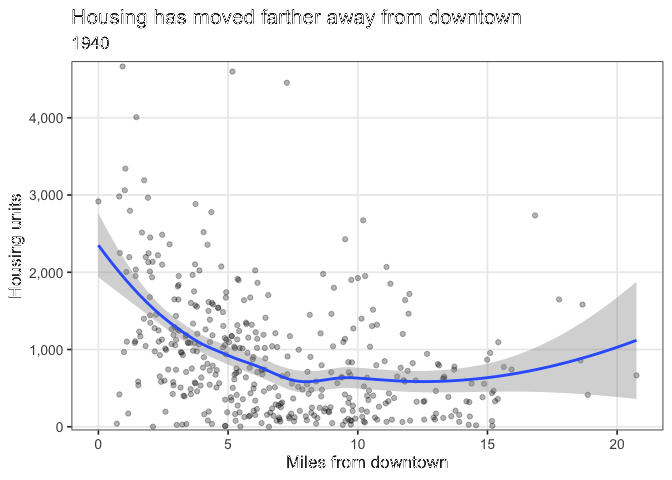 Housing has moved farther away from downtown
1940
4,000
3,000
2,000
1,000
0
Housing units
0 5 10 15 20
Miles from downtown